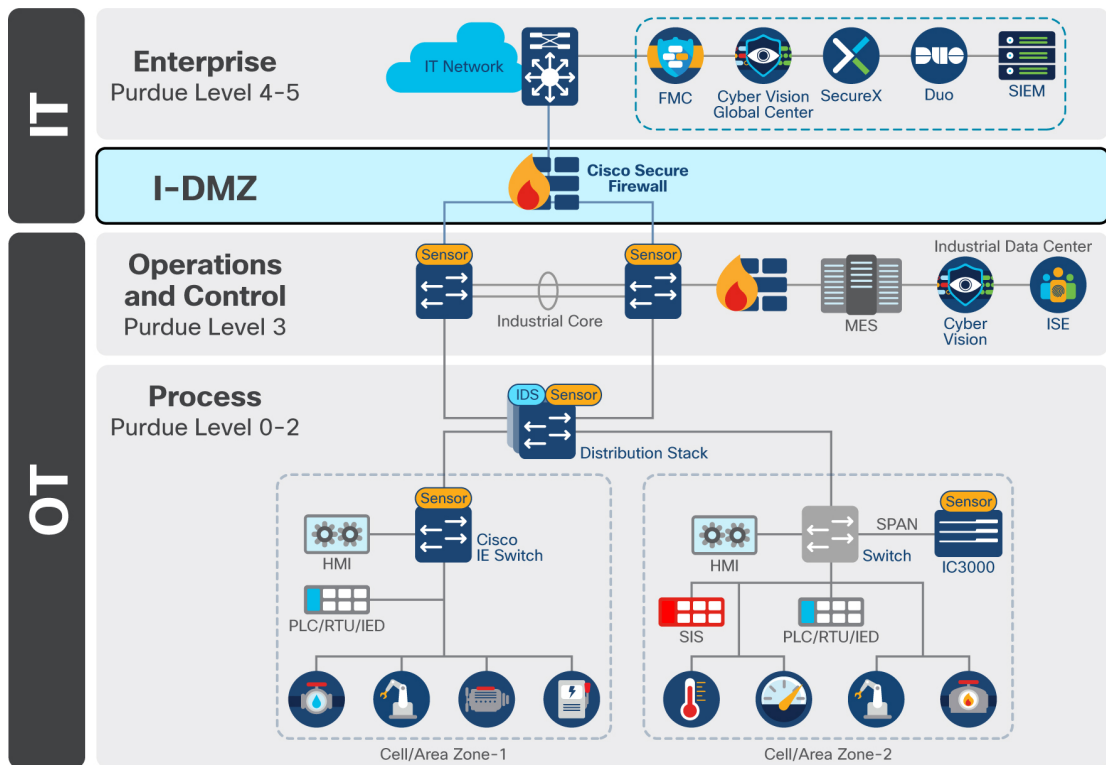 IT
Enterprise
Purdue Level 4-5
IT Network
FMC
Cyber Vision
Global Center
SecureX
DUO
Duo
SIEM
I-DMZ
Cisco Secure
Firewall
OT
Operations
and Control
Purdue Level 3
Sensor
Sensor
Industrial Core
Industrial Data Center
MES
Cyber
Vision
ISE
Process
Purdue Level 0-2
IDS
Sensor
Distribution Stack
Sensor
HMI
Cisco
IE Switch
PLC/RTU/IED
Cell/Area Zone-1
Sensor
HMI
SPAN
Switch
IC3000
SIS
PLC/RTU/IED
Cell/Area Zone-2